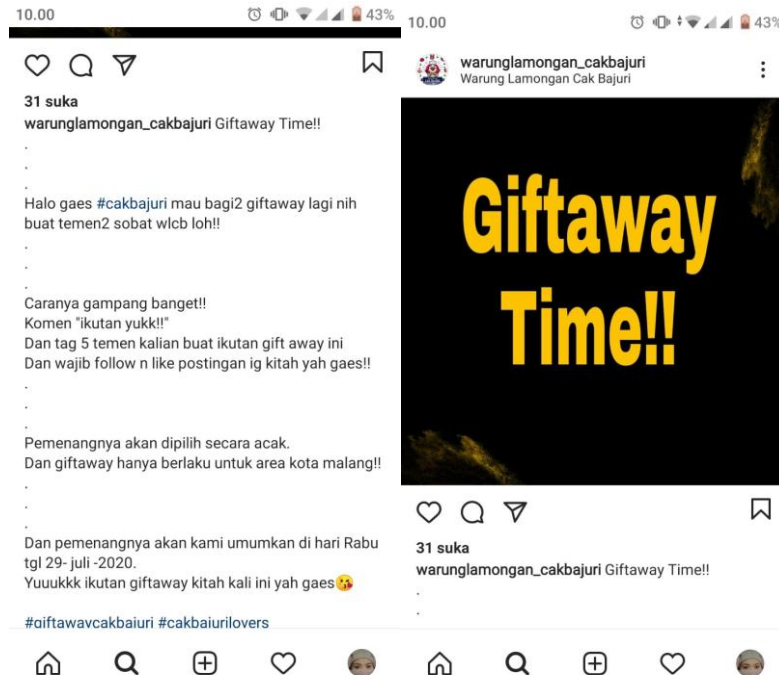 10.00
43%
31 suka
warunglamongan_cakbajuri Giftaway Time!!
.
.
.
Halo gaes #cakbajuri mau bagi2 giftaway lagi nih
buat temen2 sobat wlcb loh!!
.
.
.
Caranya gampang banget!!
Komen "ikutan yukk!!"
Dan tag 5 temen kalian buat ikutan gift away ini
Dan wajib follow n like postingan ig kitah yah gaes!!
.
.
.
Pemenangnya akan dipilih secara acak.
Dan giftaway hanya berlaku untuk area kota malang!!
.
.
.
Dan pemenangnya akan kami umumkan di hari Rabu
tgl 29- juli -2020.
Yuuukkk ikutan giftaway kitah kali ini yah gaes😘
#giftawaycakbajuri #cakbajurilovers
10.00
43%
warunglamongan_cakbajuri
Warung Lamongan Cak Bajuri
Giftaway
Time!!
31 suka
warunglamongan_cakbajuri Giftaway Time!!
.
.